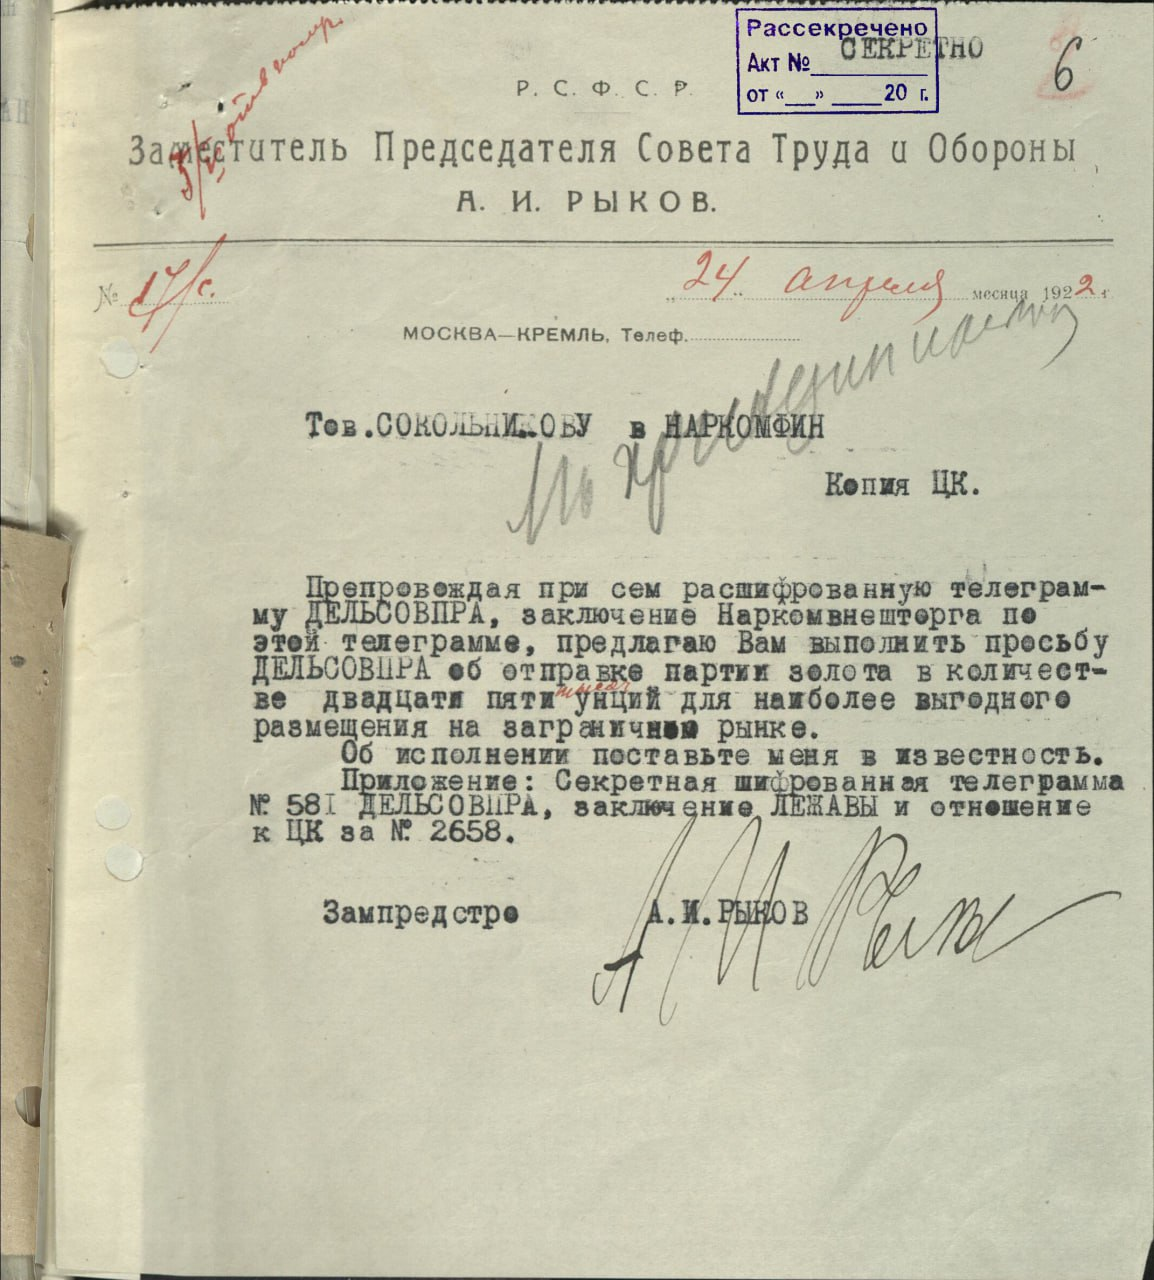 Рассекречено
Акт №
от « » 20 г.
СЕКРЕТНО
6
Р. С. Ф. С. Р.
Заместитель Председателя Совета Труда и Обороны
А. И. РЫКОВ.
№ 17/с.
„24" апреля месяца 1922 г
МОСКВА—КРЕМЛЬ, Телеф.
Тов.СОКОЛЬНИКОВУ в НАРКОМФИН
Копия ЦК.
Препровождая при сем расшифрованную телеграм-
му ДЕЛЬСОВПРА, заключение Наркомвнешторга по
этой телеграмме, предлагаю Вам выполнить просьбу
ДЕЛЬСОВПРА об отправке партии золота в количест-
ве двадцати пяти тысяч унций для наиболее выгодного
размещения на заграничном рынке.
Об исполнении поставьте меня в известность.
Приложение: Секретная шифрованная телеграмма
№ 581 ДЕЛЬСОВПРА, заключение ЛЕЖАВЫ и отношение
к ЦК за № 2658.
Зампредстро А.И.РЫКОВ
А И Рыков